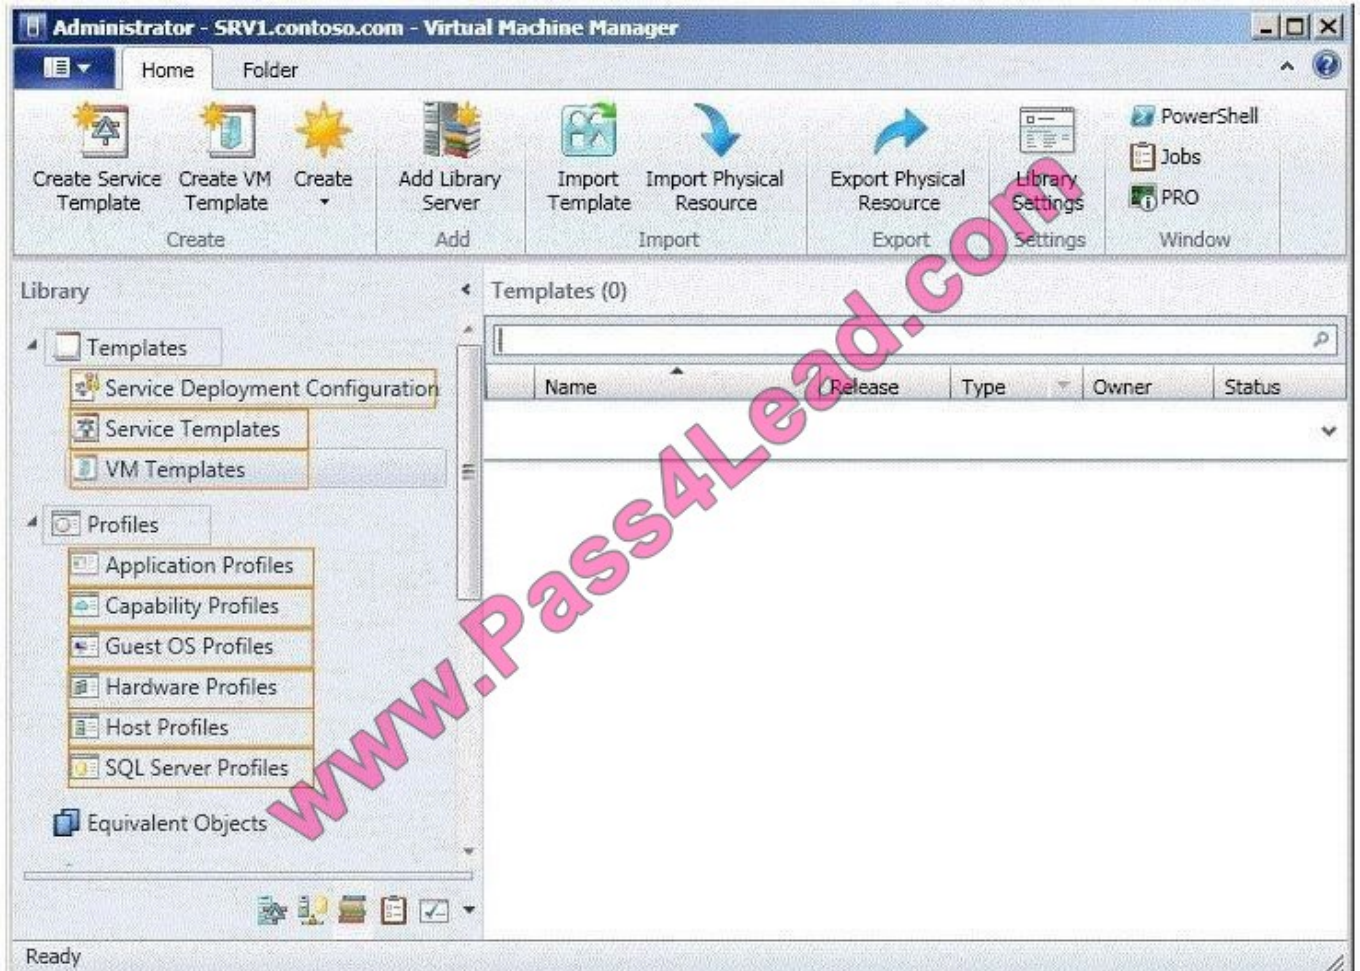 Administrator - SRV1.contoso.com - Virtual Machine Manager
Home Folder
Create Service Template
Create VM Template
Create
Add Library Server
Import Template
Import Physical Resource
Export Physical Resource
Library Settings
PowerShell
Jobs
PRO
Create Add Import Export Settings Window
Library
Templates (0)
Templates
Service Deployment Configuration
Service Templates
VM Templates
Name Release Type Owner Status
Profiles
Application Profiles
Capability Profiles
Guest OS Profiles
Hardware Profiles
Host Profiles
SQL Server Profiles
Equivalent Objects
Ready
www.Pass4Lead.com